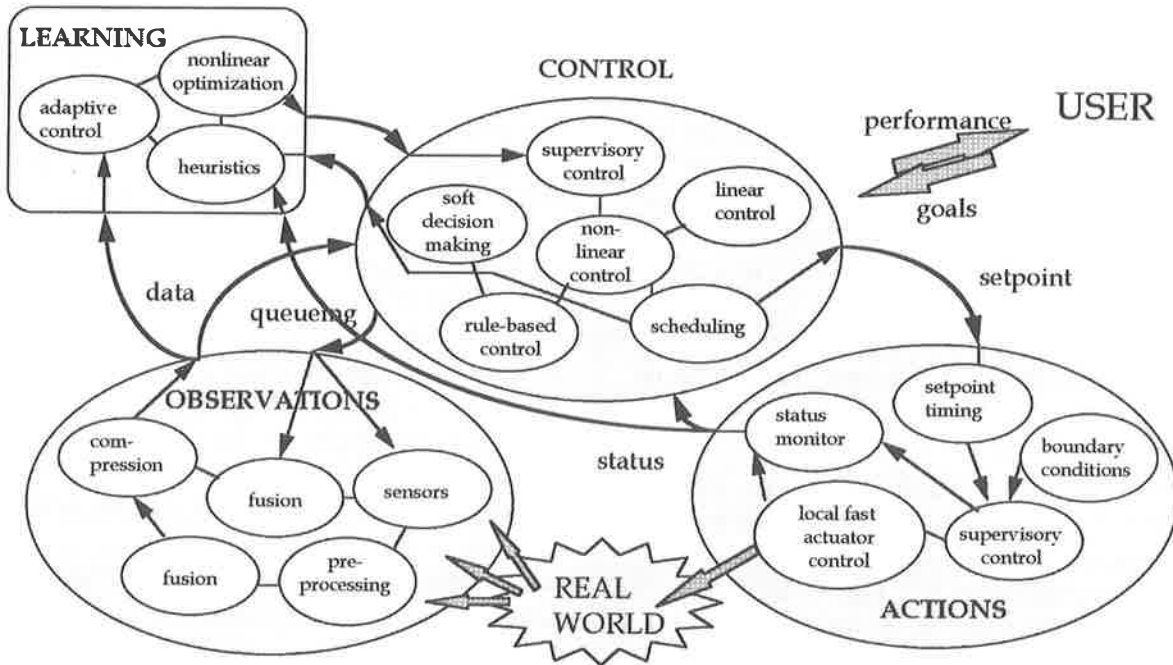 LEARNING
nonlinear
optimization
adaptive
control
heuristics
CONTROL
supervisory
control
linear
control
soft
decision
making
non-
linear
control
rule-based
control
scheduling
USER
performance
goals
setpoint
data
queueing
OBSERVATIONS
com-
pression
fusion
sensors
fusion
pre-
processing
status
REAL
WORLD
setpoint
timing
status
monitor
boundary
conditions
local fast
actuator
control
supervisory
control
ACTIONS